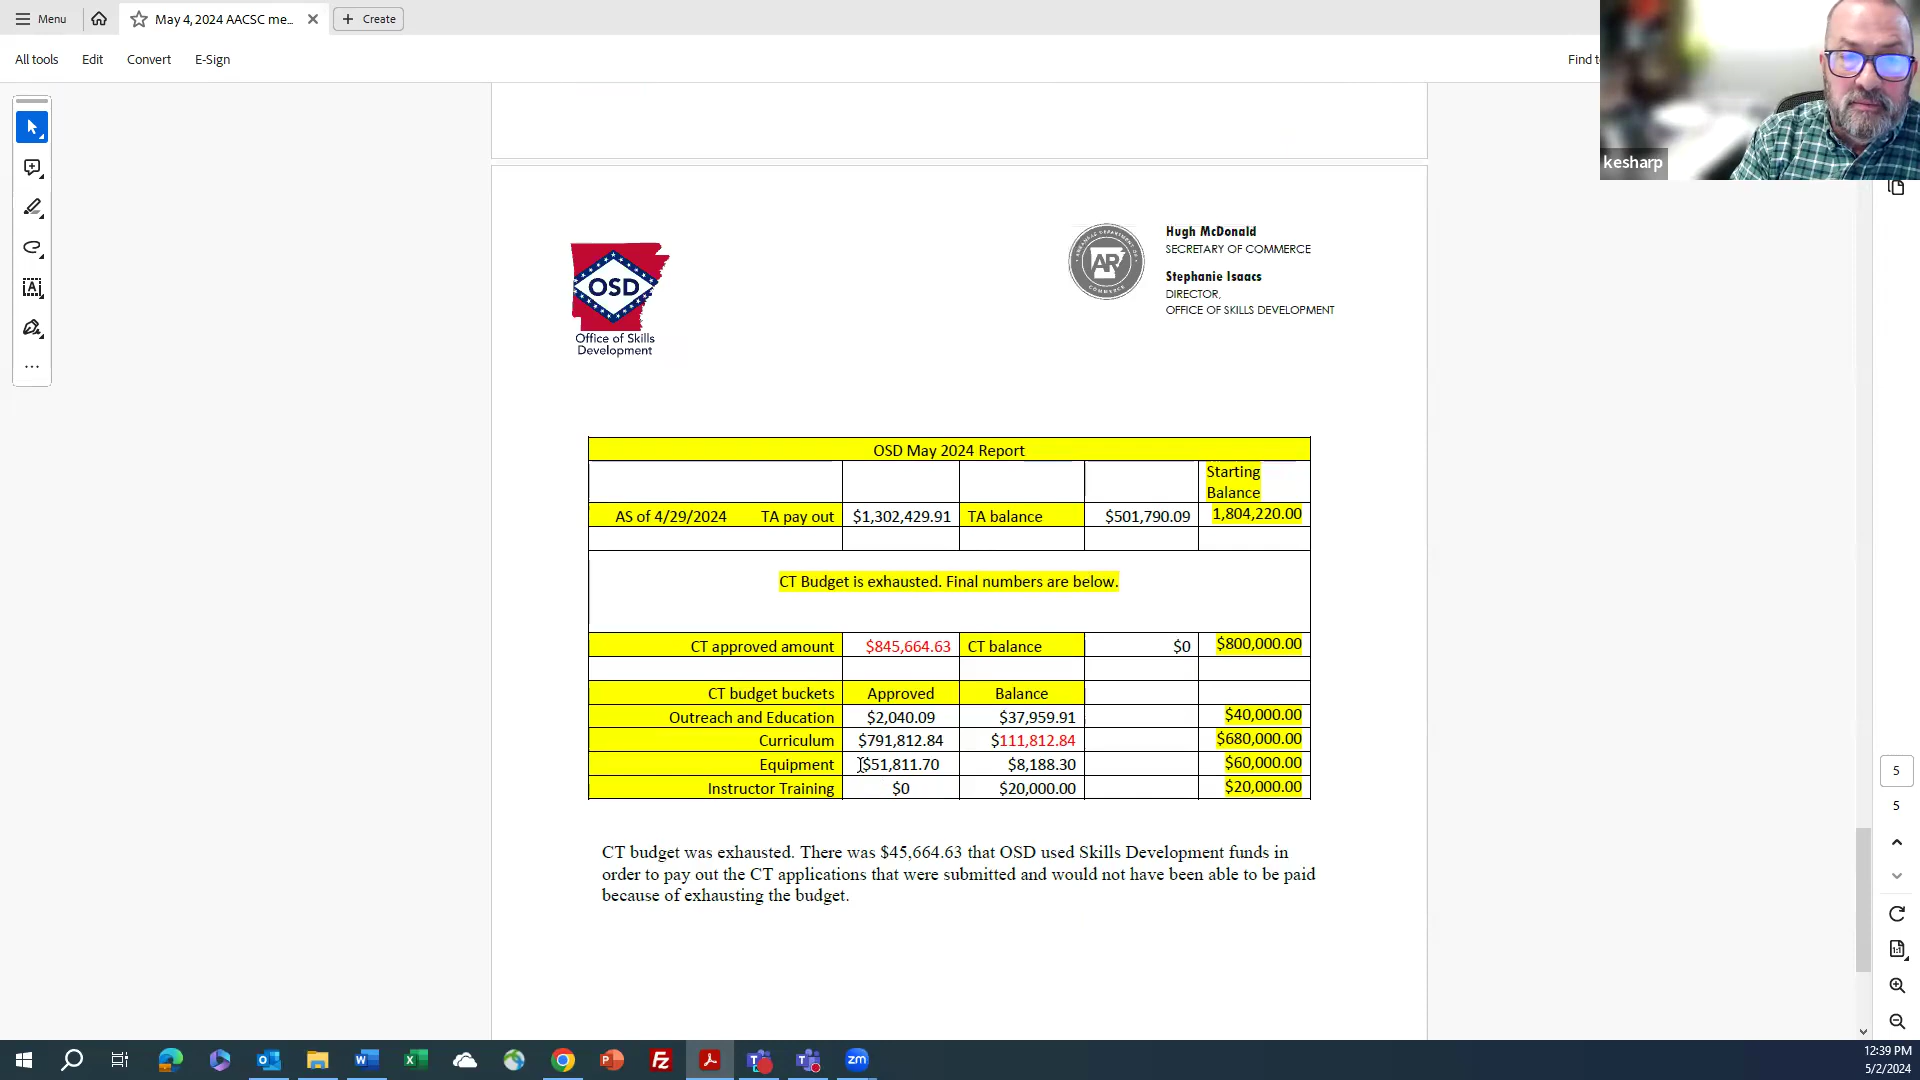 Menu
May 4, 2024 AACSC me...
Create
All tools
Edit
Convert
E-Sign
Find t
kesharp
OSD
Office of Skills
Development
AR
Hugh McDonald
SECRETARY OF COMMERCE
Stephanie Isaacs
DIRECTOR,
OFFICE OF SKILLS DEVELOPMENT
OSD May 2024 Report
Starting
Balance
AS of 4/29/2024 TA pay out $1,302,429.91 TA balance $501,790.09 1,804,220.00
CT Budget is exhausted. Final numbers are below.
CT approved amount $845,664.63 CT balance $0 $800,000.00
CT budget buckets Approved Balance
Outreach and Education $2,040.09 $37,959.91 $40,000.00
Curriculum $791,812.84 $111,812.84 $680,000.00
Equipment $51,811.70 $8,188.30 $60,000.00
Instructor Training $0 $20,000.00 $20,000.00
CT budget was exhausted. There was $45,664.63 that OSD used Skills Development funds in
order to pay out the CT applications that were submitted and would not have been able to be paid
because of exhausting the budget.
5
5
12:39 PM
5/2/2024